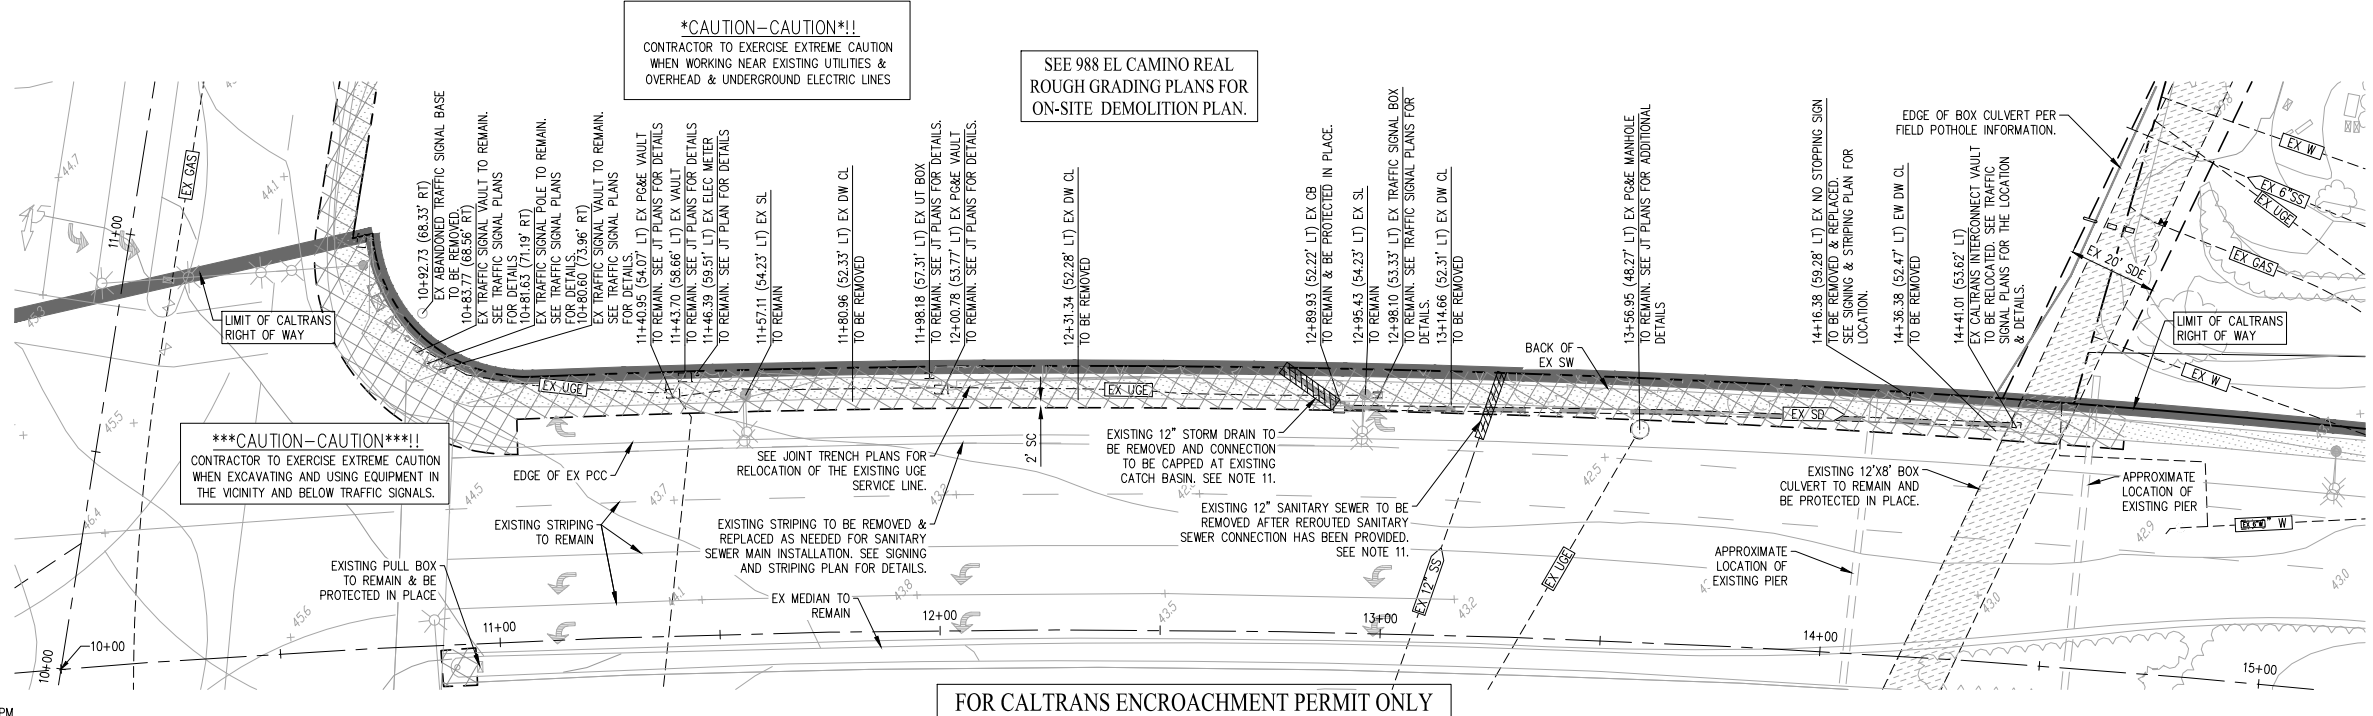 *CAUTION-CAUTION*!!
CONTRACTOR TO EXERCISE EXTREME CAUTION
WHEN WORKING NEAR EXISTING UTILITIES &
OVERHEAD & UNDERGROUND ELECTRIC LINES
SEE 988 EL CAMINO REAL
ROUGH GRADING PLANS FOR
ON-SITE DEMOLITION PLAN.
10+92.73 (68.33' RT)
EX ABANDONED TRAFFIC SIGNAL BASE
TO BE REMOVED.
10+83.77 (68.56' RT)
EX TRAFFIC SIGNAL VAULT TO REMAIN.
SEE TRAFFIC SIGNAL PLANS
FOR DETAILS
10+81.63 (71.19' RT)
EX TRAFFIC SIGNAL POLE TO REMAIN.
SEE TRAFFIC SIGNAL PLANS
FOR DETAILS.
10+80.60 (773.96' RT)
EX TRAFFIC SIGNAL VAULT TO REMAIN.
SEE TRAFFIC SIGNAL PLANS
FOR DETAILS.
11+40.95 (54.07' LT) EX PG&E VAULT
TO REMAIN. SEE JT PLANS FOR DETAILS
11+43.70 (58.66' LT) EX VAULT
TO REMAIN. SEE JT PLANS FOR DETAILS
11+46.39 (59.51' LT) EX ELEC METER
TO REMAIN. SEE JT PLAN FOR DETAILS
11+57.11 (54.23' LT) EX SL
TO REMAIN
11+80.96 (52.33' LT) EX DW CL
TO BE REMOVED
11+98.18 (57.31' LT) EX UT BOX
TO REMAIN. SEE JT PLANS FOR DETAILS.
12+00.78 (53.77' LT) EX PG&E VAULT
TO REMAIN. SEE JT PLANS FOR DETAILS.
12+31.34 (52.28' LT) EX DW CL
TO BE REMOVED
12+89.93 (52.22' LT) EX CB
TO REMAIN & BE PROTECTED IN PLACE.
12+95.43 (54.23' LT) EX SL
TO REMAIN
12+98.10 (53.33' LT) EX TRAFFIC SIGNAL BOX
TO REMAIN. SEE TRAFFIC SIGNAL PLANS FOR
DETAILS.
13+14.66 (52.31' LT) EX DW CL
TO BE REMOVED
13+56.95 (48.27' LT) EX PG&E MANHOLE
TO REMAIN. SEE JT PLANS FOR ADDITIONAL
DETAILS
14+16.38 (59.28' LT) EX NO STOPPING SIGN
TO BE REMOVED & REPLACED.
SEE SIGNING & STRIPING PLAN FOR
LOCATION.
14+36.38 (52.47' LT) EW DW CL
TO BE REMOVED
14+41.01 (53.62' LT)
EX CALTRANS INTERCONNECT VAULT
TO BE RELOCATED. SEE TRAFFIC
SIGNAL PLANS FOR THE LOCATION
& DETAILS.
EDGE OF BOX CULVERT PER
FIELD POTHOLE INFORMATION.
EX W
EX 6"SS
EX UGE
EX GAS
EX 20' SDE
LIMIT OF CALTRANS
RIGHT OF WAY
EX W
44.7
44.1
EX GAS
11+00
45.3
LIMIT OF CALTRANS
RIGHT OF WAY
EX UGE
EX UGE
BACK OF
EX SW
EX SD
2' SC
***CAUTION-CAUTION***!!
CONTRACTOR TO EXERCISE EXTREME CAUTION
WHEN EXCAVATING AND USING EQUIPMENT IN
THE VICINITY AND BELOW TRAFFIC SIGNALS.
45.5
46.4
44.5
43.7
43.2
42.5
EDGE OF EX PCC
SEE JOINT TRENCH PLANS FOR
RELOCATION OF THE EXISTING UGE
SERVICE LINE.
EXISTING 12" STORM DRAIN TO
BE REMOVED AND CONNECTION
TO BE CAPPED AT EXISTING
CATCH BASIN. SEE NOTE 11.
EXISTING 12'X8' BOX
CULVERT TO REMAIN AND
BE PROTECTED IN PLACE.
APPROXIMATE
LOCATION OF
EXISTING PIER
EXISTING STRIPING
TO REMAIN
EXISTING STRIPING TO BE REMOVED &
REPLACED AS NEEDED FOR SANITARY
SEWER MAIN INSTALLATION. SEE SIGNING
AND STRIPING PLAN FOR DETAILS.
EXISTING 12" SANITARY SEWER TO BE
REMOVED AFTER REROUTED SANITARY
SEWER CONNECTION HAS BEEN PROVIDED.
SEE NOTE 11.
APPROXIMATE
LOCATION OF
EXISTING PIER
EXISTING PULL BOX
TO REMAIN & BE
PROTECTED IN PLACE
EX MEDIAN TO
REMAIN
EX 12" SS
EX UGE
42.9
43.0
43.0
45.6
44.1
43.8
43.5
43.2
10+00
10+00
11+00
12+00
13+00
14+00
15+00
FOR CALTRANS ENCROACHMENT PERMIT ONLY
PM